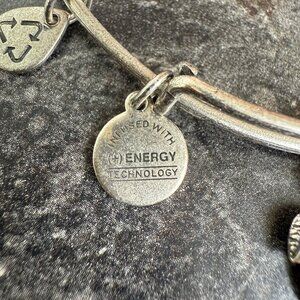 INFUSED WITH
(+) ENERGY
TECHNOLOGY